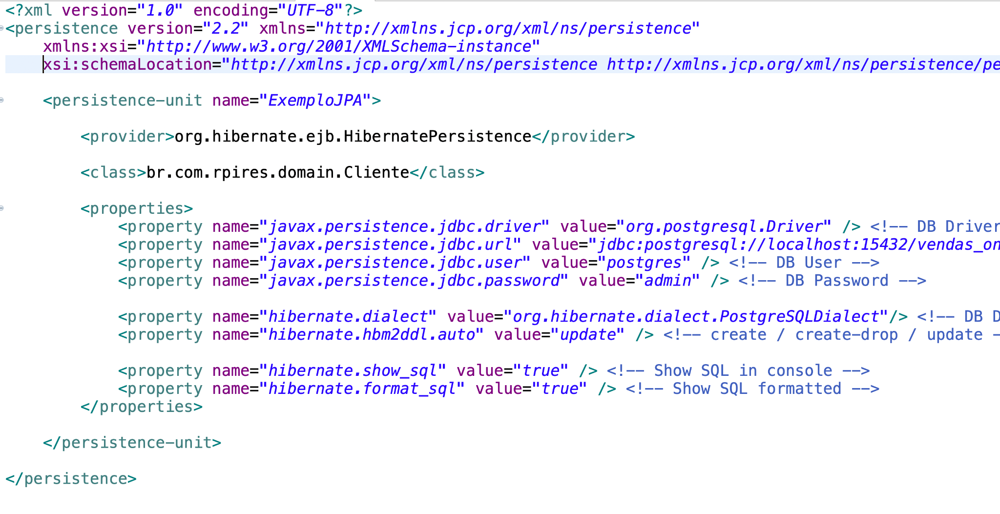 <?xml version="1.0" encoding="UTF-8"?>
<persistence version="2.2" xmlns="http://xmlns.jcp.org/xml/ns/persistence"
xmlns:xsi="http://www.w3.org/2001/XMLSchema-instance"
xsi:schemaLocation="http://xmlns.jcp.org/xml/ns/persistence http://xmlns.jcp.org/xml/ns/persistence/pe
<persistence-unit name="ExemploJPA">
<provider>org.hibernate.ejb.HibernatePersistence</provider>
<class>br.com.rpires.domain.Cliente</class>
<properties>
<property name="javax.persistence.jdbc.driver" value="org.postgresql.Driver" /> <!-- DB Driver
<property name="javax.persistence.jdbc.url" value="jdbc:postgresql://localhost:15432/vendas_on
<property name="javax.persistence.jdbc.user" value="postgres" /> <!-- DB User -->
<property name="javax.persistence.jdbc.password" value="admin" /> <!-- DB Password -->
<property name="hibernate.dialect" value="org.hibernate.dialect.PostgreSQLDialect"/> <!-- DB D
<property name="hibernate.hbm2ddl.auto" value="update" /> <!-- create / create-drop / update -
<property name="hibernate.show_sql" value="true" /> <!-- Show SQL in console -->
<property name="hibernate.format_sql" value="true" /> <!-- Show SQL formatted -->
</properties>
</persistence-unit>
</persistence>